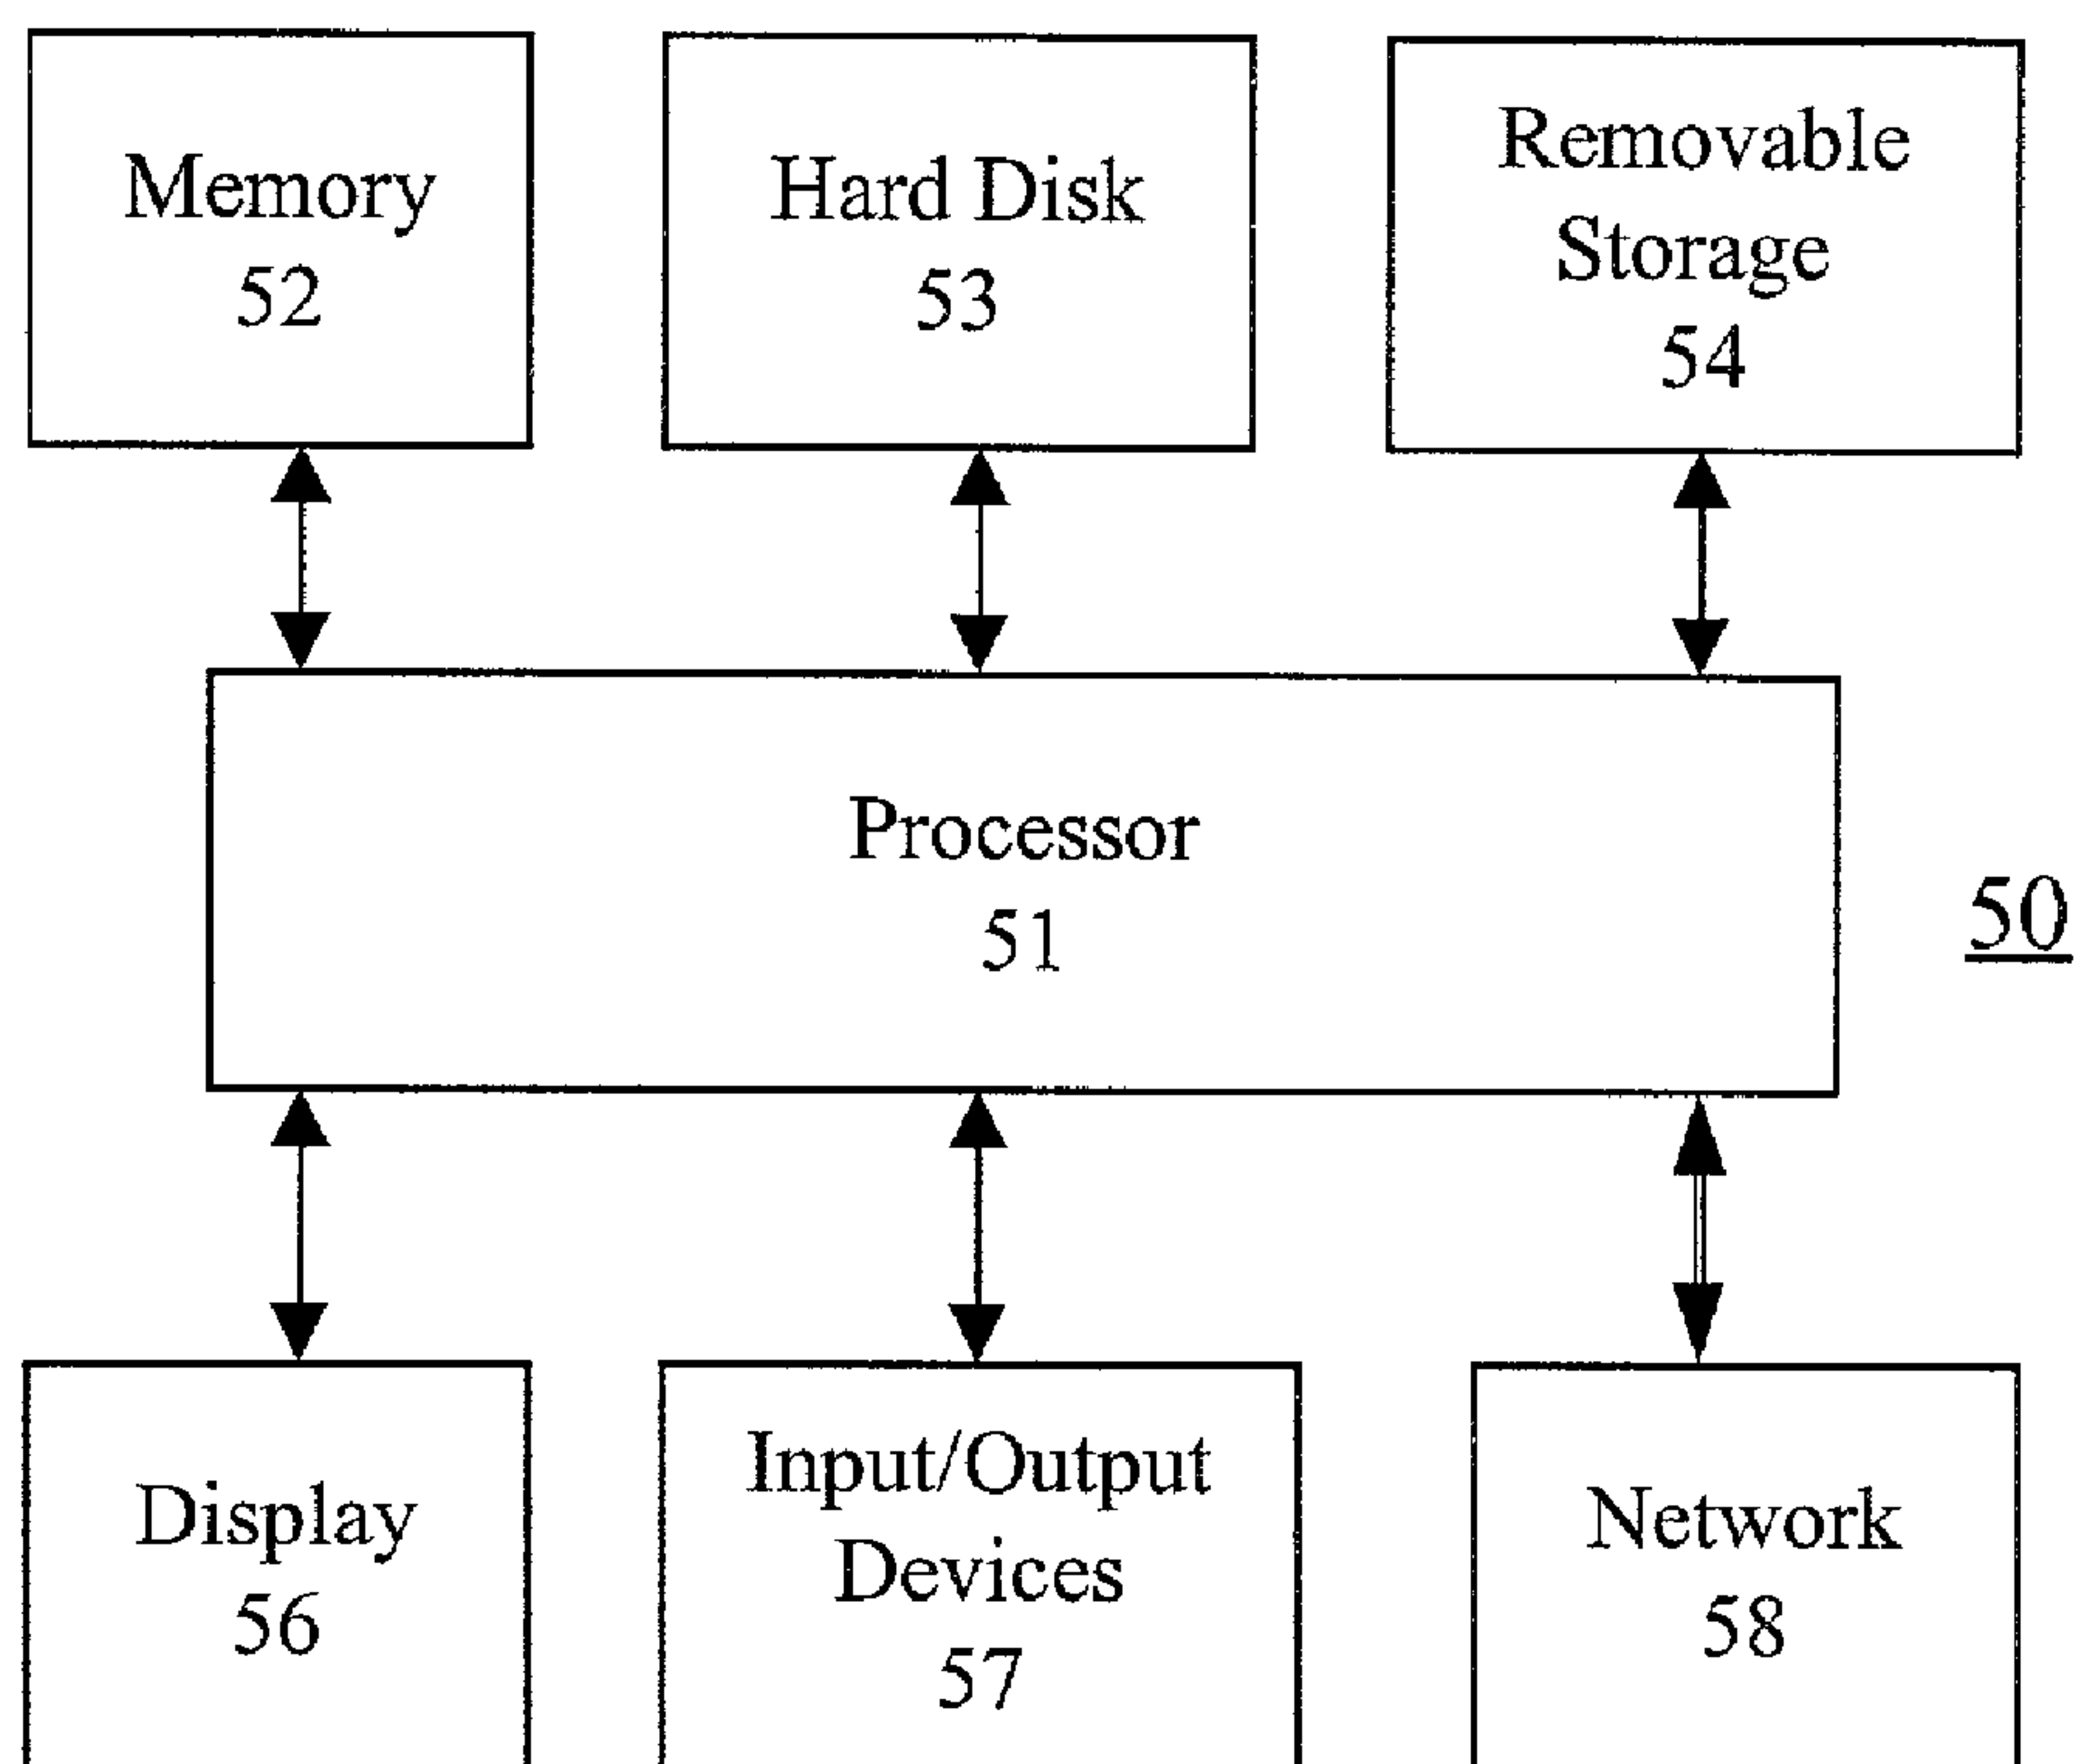 Memory
52
Hard Disk
53
Removable
Storage
54
Processor
51
50
Display
56
Input/Output
Devices
57
Network
58